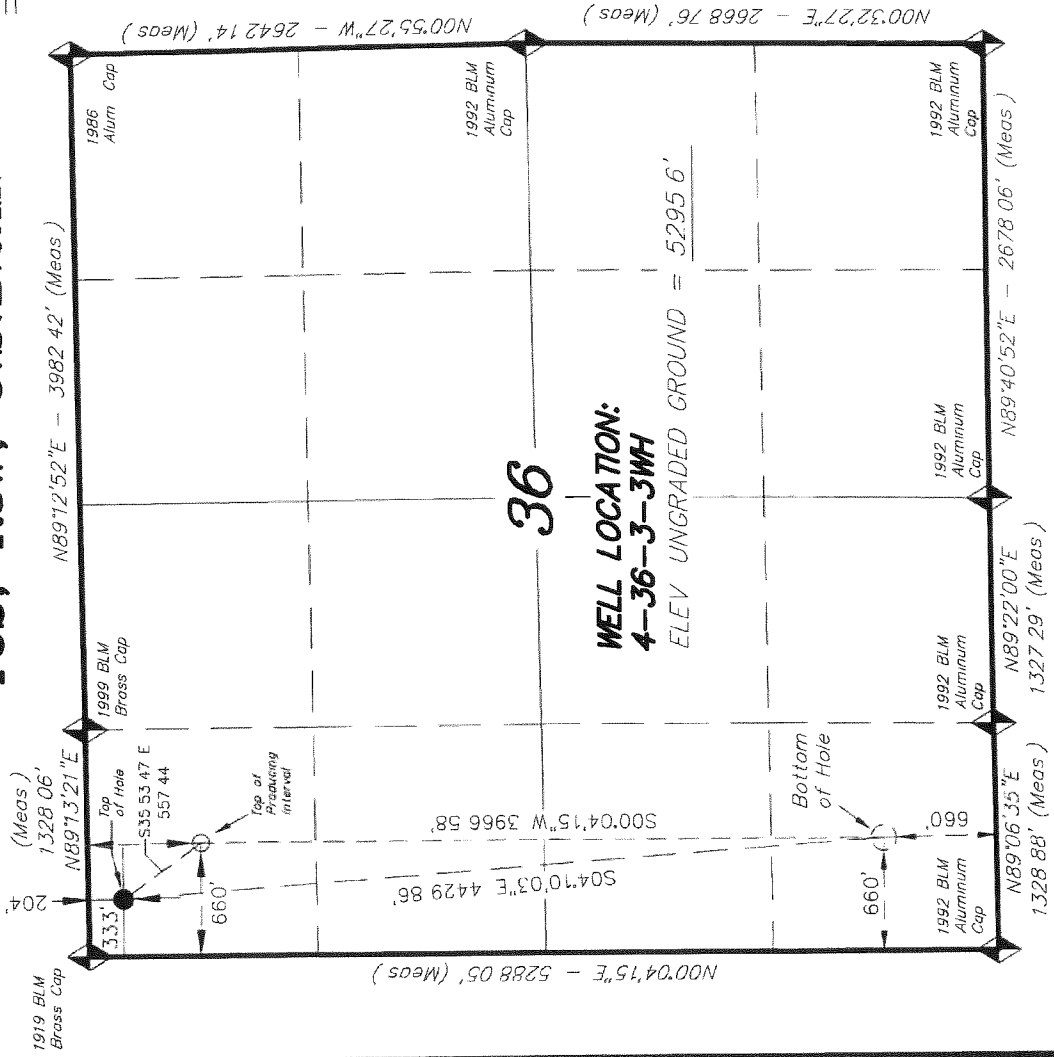 N89°12'52"E - 3982 42' (Meas )
(Meas )
1328 06'
N89°13'21"E
204'
1919 BLM
Brass Cap
333'
Top
of Hole
S35 53 47 E
557 44
1999 BLM
Brass Cap
1986
Alum Cap
660'
Top of
Producing
Interval
N00°55'27"W - 2642 14' (Meas )
1992 BLM
Aluminum
Cap
36
WELL LOCATION:
4-36-3-3WH
ELEV UNGRADED GROUND = 5295 6'
S00°04'15"W 3966 58'
S04°10'03"E 4429 86'
N00°04'15"E - 5288 05' (Meas )
N00°32'27"E - 2668 76' (Meas )
Bottom
of Hole
660'
660'
1992 BLM
Aluminum
Cap
1992 BLM
Aluminum
Cap
1992 BLM
Aluminum
Cap
1992 BLM
Aluminum
Cap
N89°06'35"E
1328 88' (Meas )
N89°22'00"E
1327 29' (Meas )
N89°40'52"E - 2678 06' (Meas )